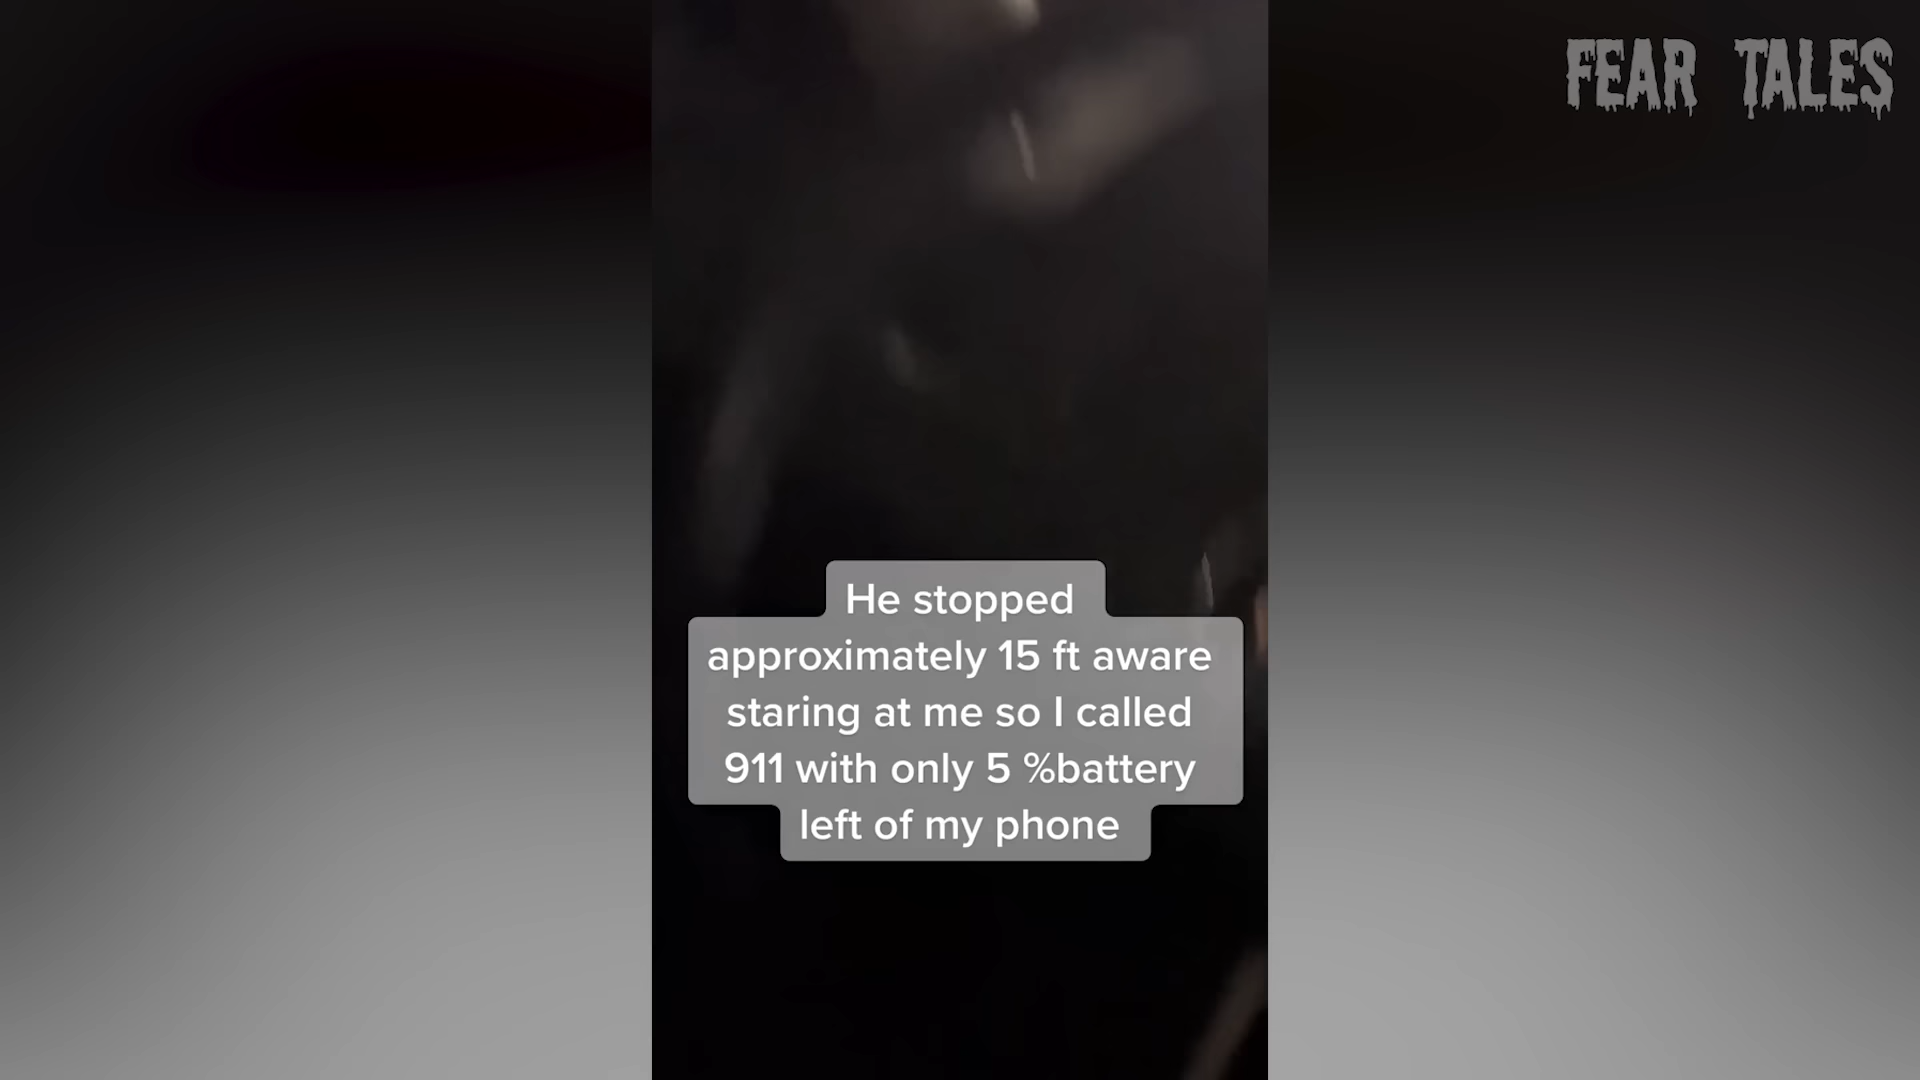 FEAR TALES
He stopped
approximately 15 ft aware
staring at me so I called
911 with only 5 %battery
left of my phone